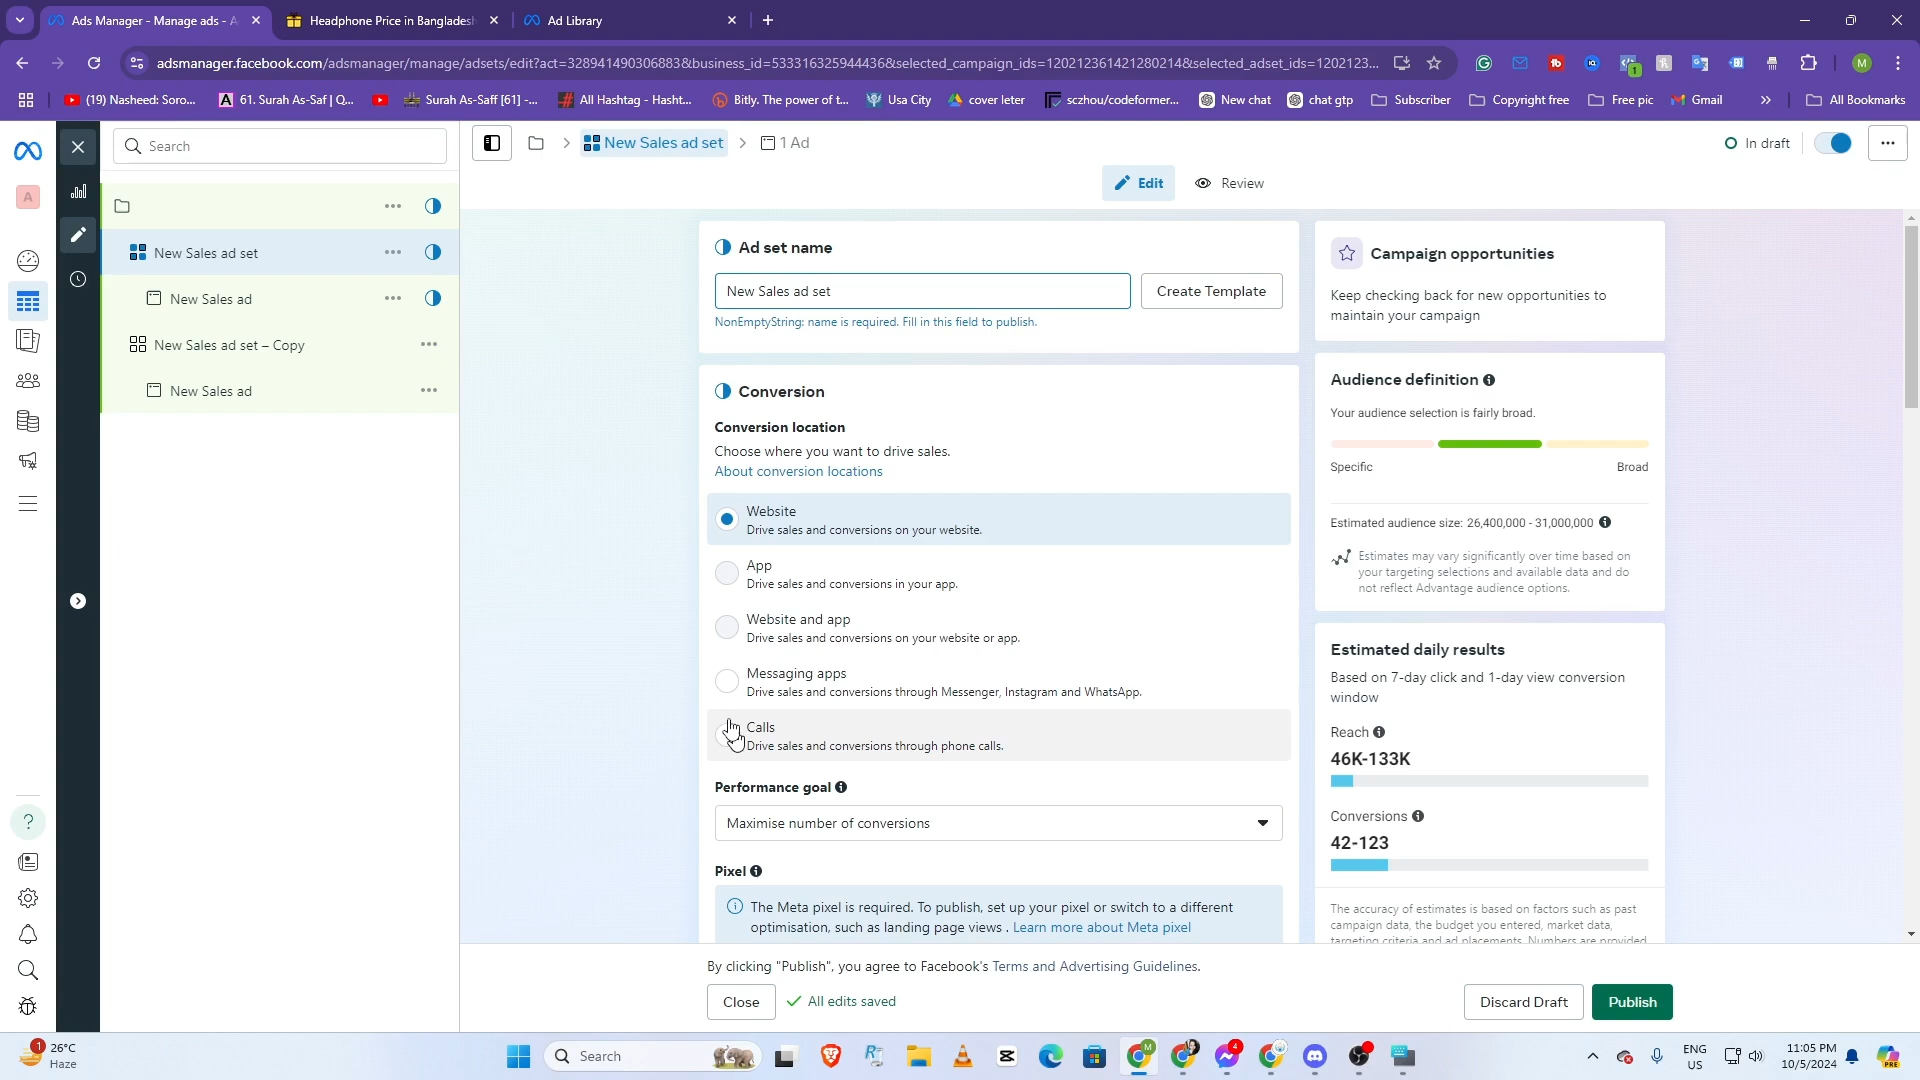 Ads Manager - Manage ads - A
Headphone Price in Bangladesh
Ad Library
adsmanager.facebook.com/adsmanager/manage/adsets/edit?act=328941490306883&business_id=533316325944436&selected_campaign_ids=120212361421280214&selected_adset_ids=1202123...
(19) Nasheed: Soro...
61. Surah As-Saf | Q...
Surah As-Saff [61] -...
All Hashtag - Hasht...
Bitly. The power of t...
Usa City
cover leter
sczhou/codeformer...
New chat
chat gtp
Subscriber
Copyright free
Free pic
Gmail
All Bookmarks
Search
New Sales ad set
1 Ad
In draft
Edit
Review
A
New Sales ad set
New Sales ad
New Sales ad set – Copy
New Sales ad
Ad set name
New Sales ad set
Create Template
NonEmptyString: name is required. Fill in this field to publish.
Conversion
Conversion location
Choose where you want to drive sales.
About conversion locations
Website
Drive sales and conversions on your website.
App
Drive sales and conversions in your app.
Website and app
Drive sales and conversions on your website or app.
Messaging apps
Drive sales and conversions through Messenger, Instagram and WhatsApp.
Calls
Drive sales and conversions through phone calls.
Performance goal
Maximise number of conversions
Pixel
The Meta pixel is required. To publish, set up your pixel or switch to a different
optimisation, such as landing page views . Learn more about Meta pixel
Campaign opportunities
Keep checking back for new opportunities to
maintain your campaign
Audience definition
Your audience selection is fairly broad.
Specific
Broad
Estimated audience size: 26,400,000 - 31,000,000
Estimates may vary significantly over time based on
your targeting selections and available data and do
not reflect Advantage audience options.
Estimated daily results
Based on 7-day click and 1-day view conversion
window
Reach
46K-133K
Conversions
42-123
The accuracy of estimates is based on factors such as past
campaign data, the budget you entered, market data,
targeting criteria and ad placements. Numbers are provided
By clicking "Publish", you agree to Facebook's Terms and Advertising Guidelines.
Close
All edits saved
Discard Draft
Publish
1
26°C
Haze
Search
4
ENG
US
11:05 PM
10/5/2024